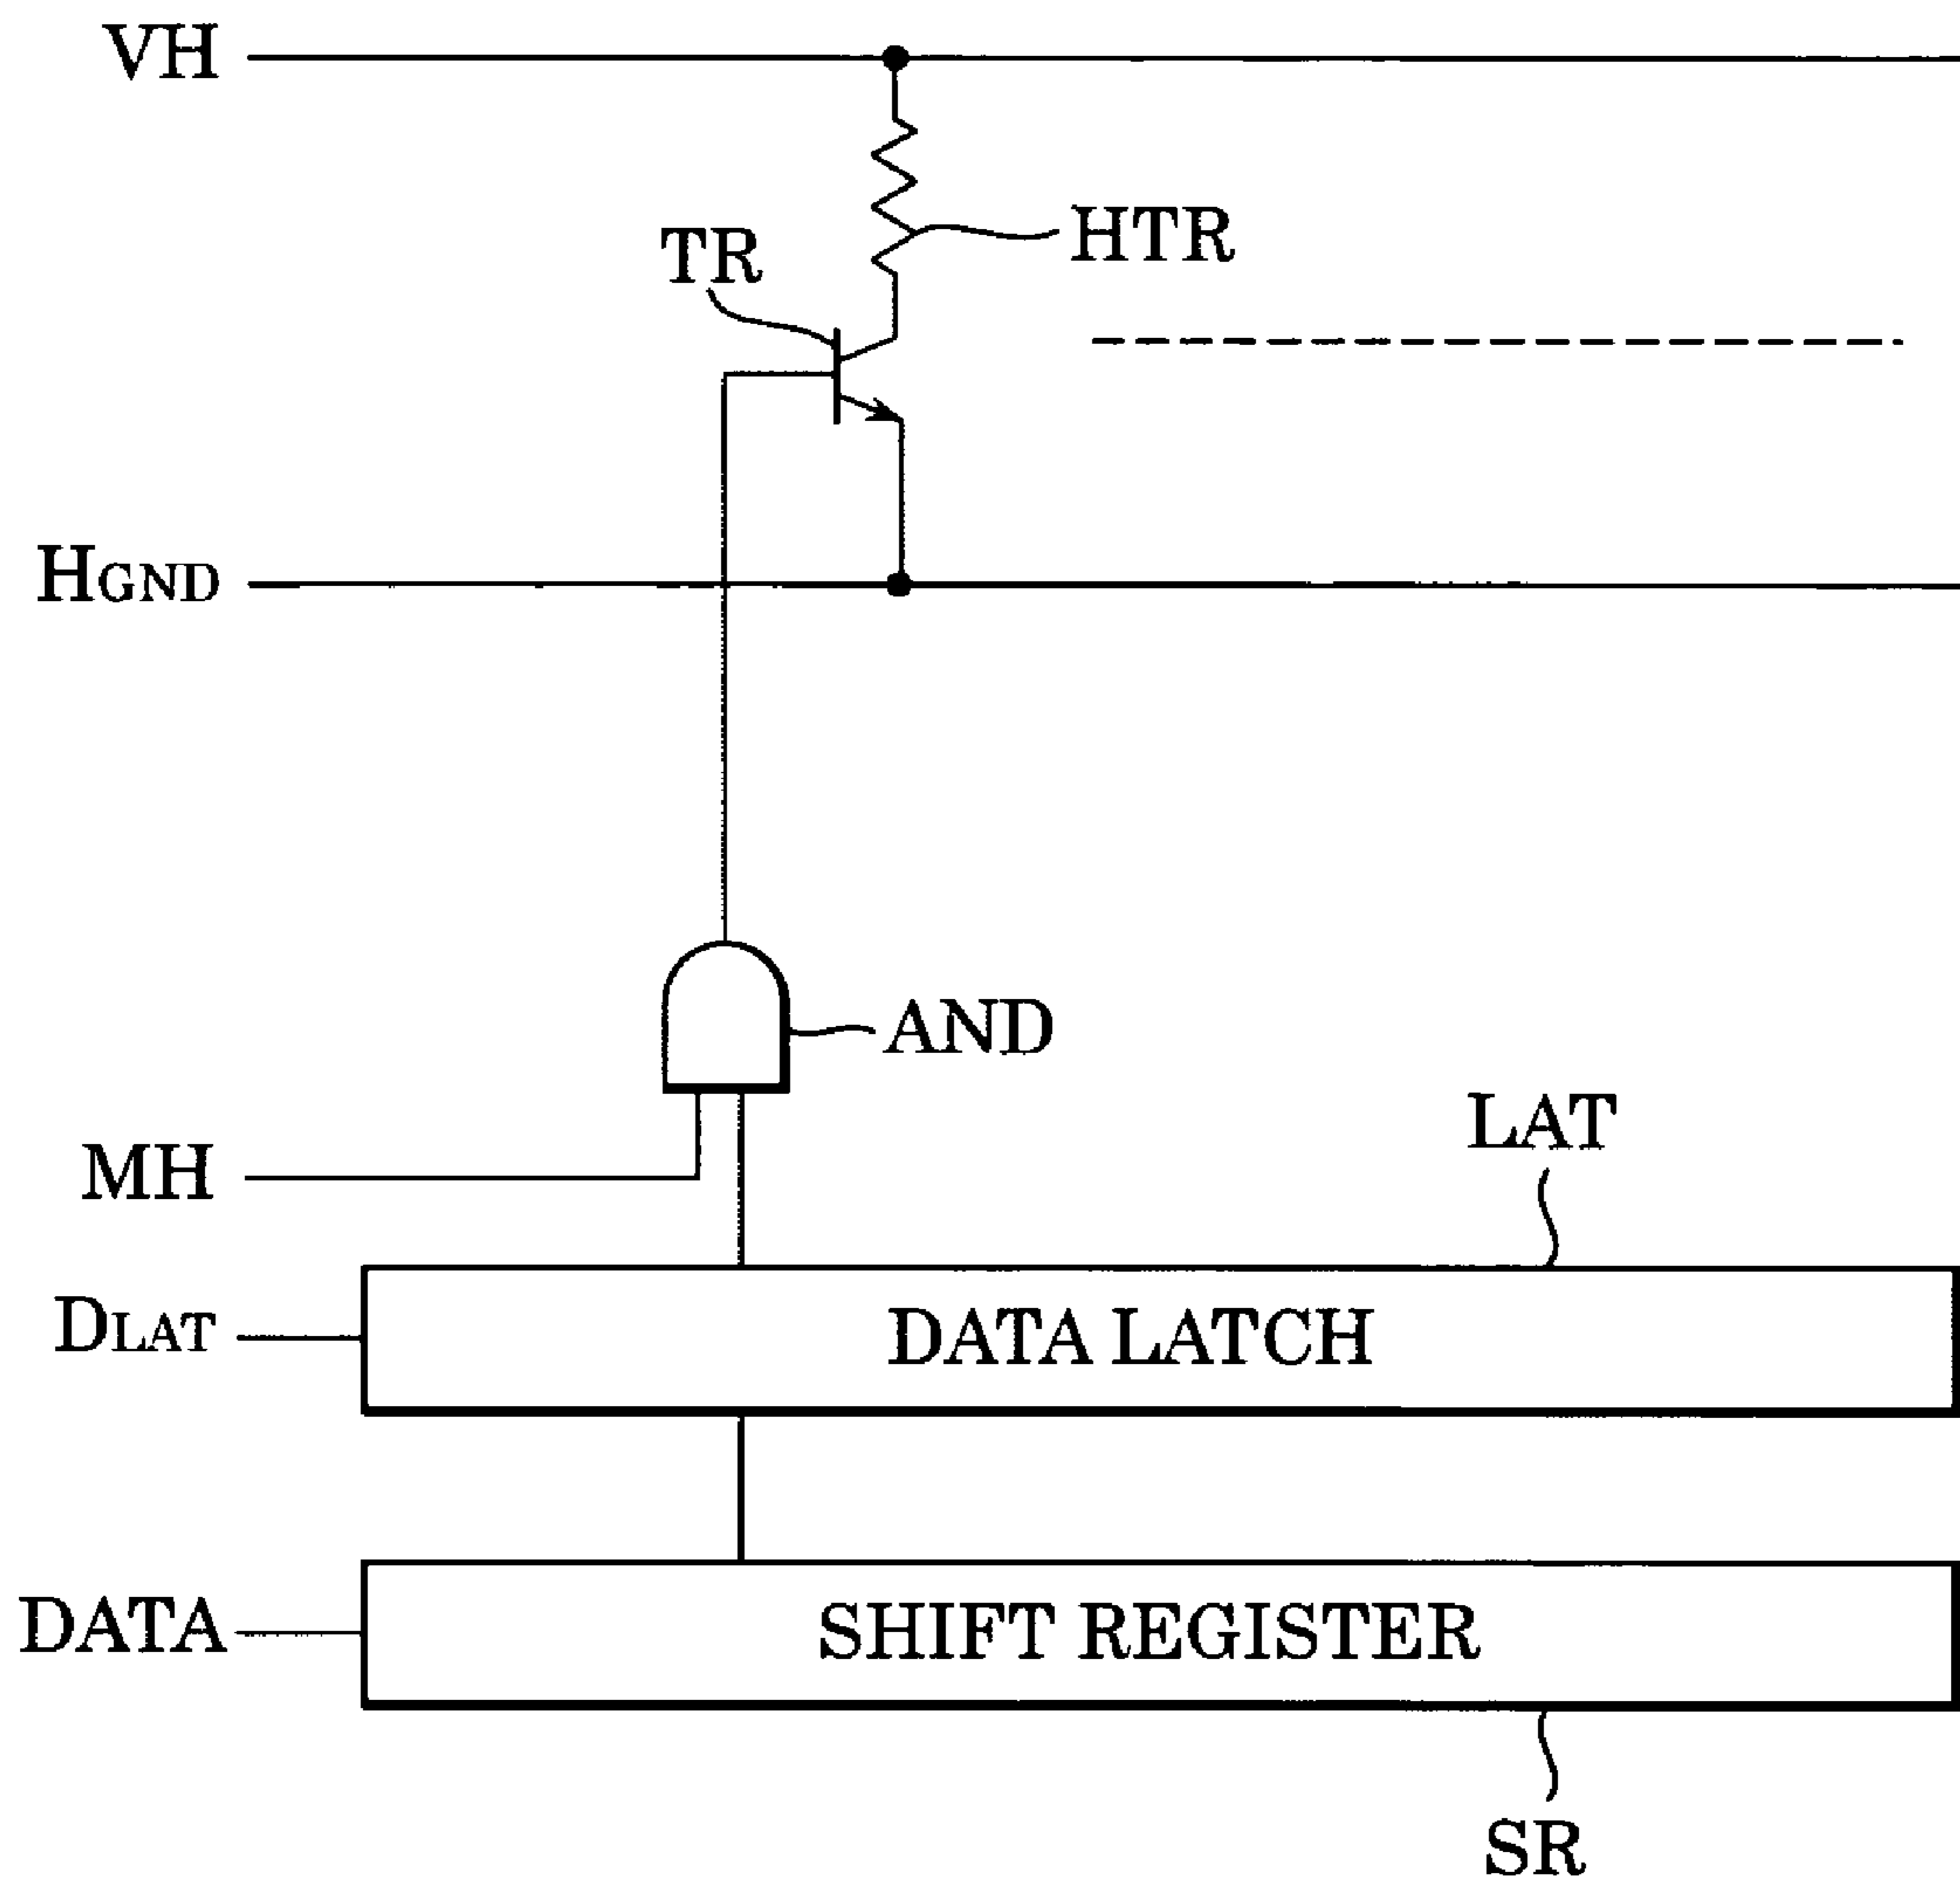 VH
HTR
TR
HGND
AND
LAT
MH
DLAT
DATA LATCH
DATA
SHIFT REGISTER
SR